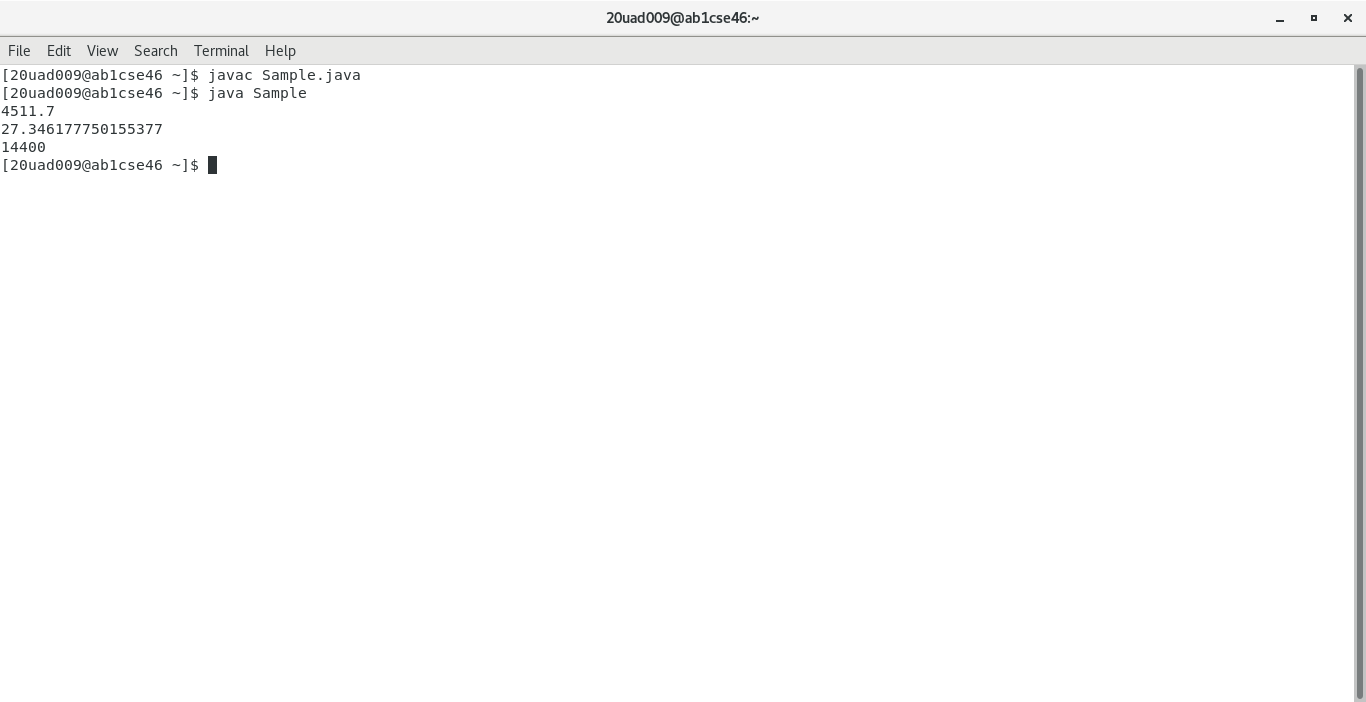 20uad009@ab1cse46:~
File Edit View Search Terminal Help
[20uad009@ab1cse46 ~]$ javac Sample.java
[20uad009@ab1cse46 ~]$ java Sample
4511.7
27.346177750155377
14400
[20uad009@ab1cse46 ~]$